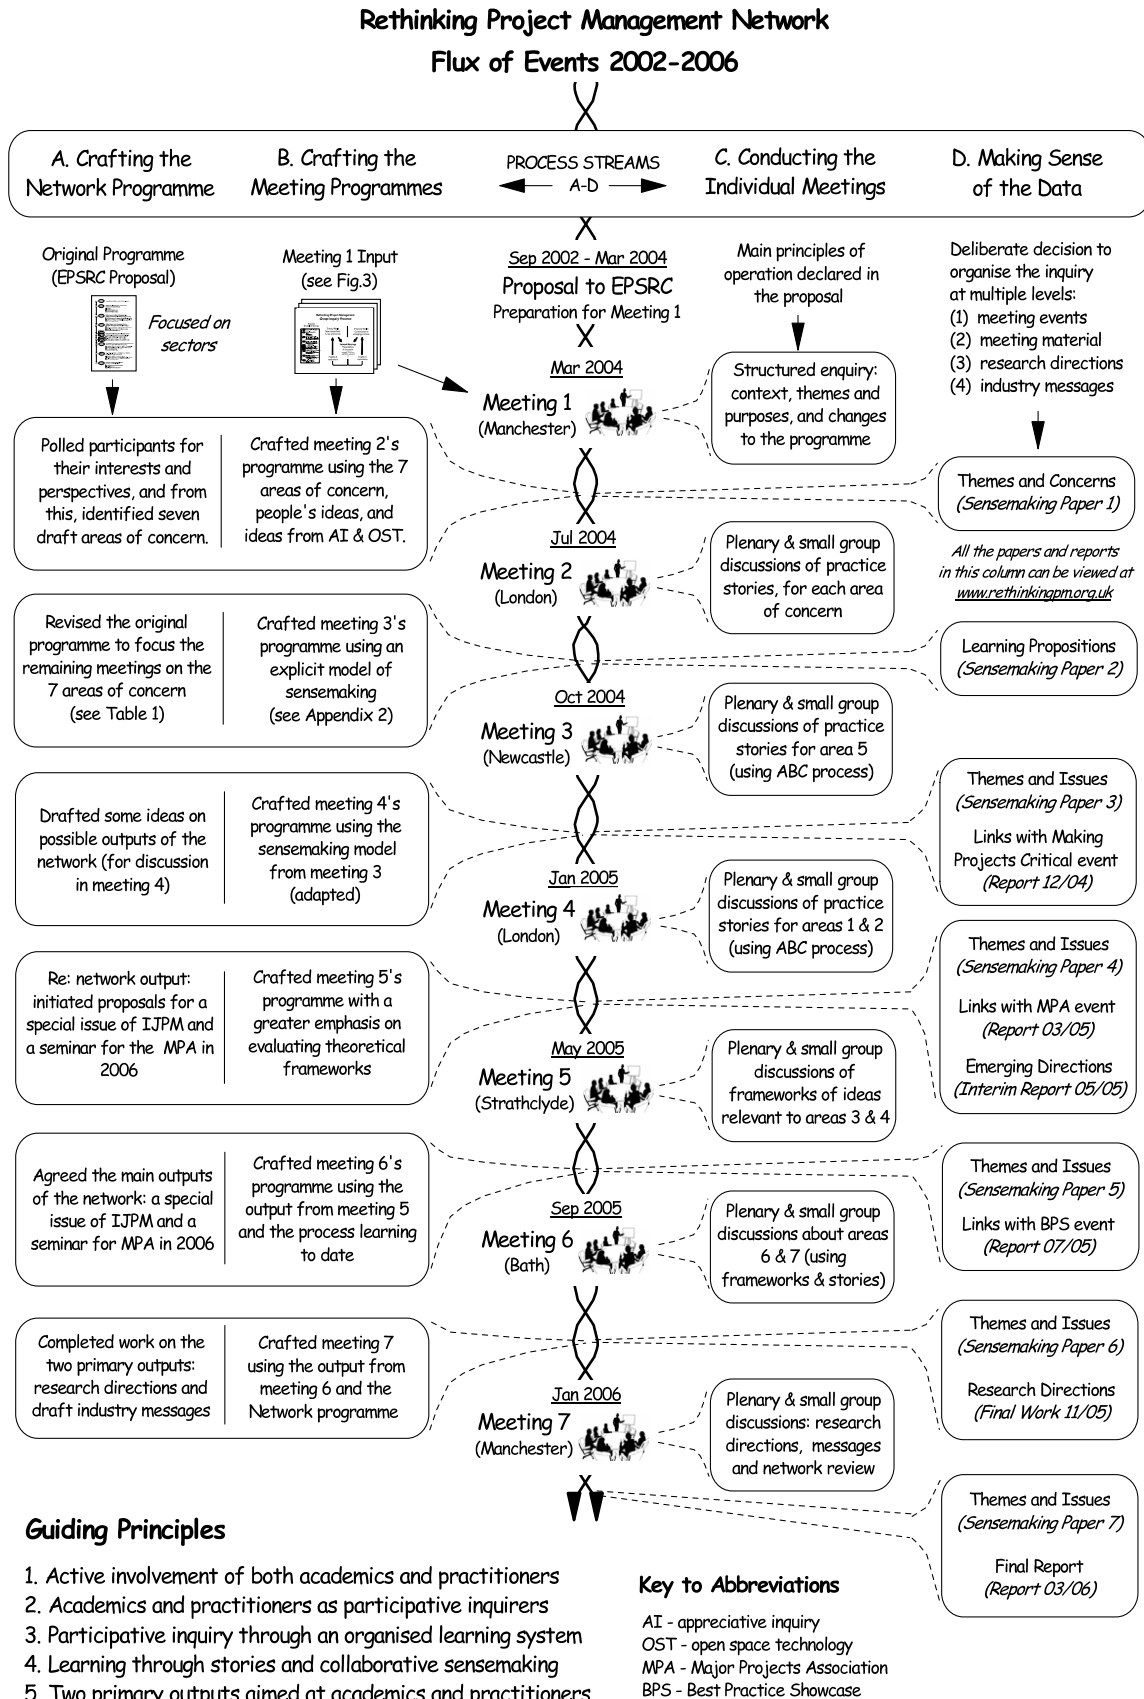 Rethinking Project Management Network
Flux of Events 2002-2006
A. Crafting the
Network Programme
B. Crafting the
Meeting Programmes
PROCESS STREAMS
A-D
C. Conducting the
Individual Meetings
D. Making Sense
of the Data
Original Programme
(EPSRC Proposal)
Focused on
sectors
Meeting 1 Input
(see Fig.3)
Sep 2002 - Mar 2004
Proposal to EPSRC
Preparation for Meeting 1
Main principles of
operation declared in
the proposal
Deliberate decision to
organise the inquiry
at multiple levels:
(1) meeting events
(2) meeting material
(3) research directions
(4) industry messages
Mar 2004
Meeting 1
(Manchester)
Structured enquiry:
context, themes and
purposes, and changes
to the programme
Polled participants for
their interests and
perspectives, and from
this, identified seven
draft areas of concern.
Crafted meeting 2's
programme using the 7
areas of concern,
people's ideas, and
ideas from AI & OST.
Themes and Concerns
(Sensemaking Paper 1)
Jul 2004
Meeting 2
(London)
Plenary & small group
discussions of practice
stories, for each area
of concern
All the papers and reports
in this column can be viewed at
www.rethinkingpm.org.uk
Revised the original
programme to focus the
remaining meetings on the
7 areas of concern
(see Table 1)
Crafted meeting 3's
programme using an
explicit model of
sensemaking
(see Appendix 2)
Learning Propositions
(Sensemaking Paper 2)
Oct 2004
Meeting 3
(Newcastle)
Plenary & small group
discussions of practice
stories for area 5
(using ABC process)
Drafted some ideas on
possible outputs of the
network (for discussion
in meeting 4)
Crafted meeting 4's
programme using the
sensemaking model
from meeting 3
(adapted)
Themes and Issues
(Sensemaking Paper 3)
Links with Making
Projects Critical event
(Report 12/04)
Jan 2005
Meeting 4
(London)
Plenary & small group
discussions of practice
stories for areas 1 & 2
(using ABC process)
Re: network output:
initiated proposals for a
special issue of IJPM and
a seminar for the MPA in
2006
Crafted meeting 5's
programme with a
greater emphasis on
evaluating theoretical
frameworks
Themes and Issues
(Sensemaking Paper 4)
Links with MPA event
(Report 03/05)
Emerging Directions
(Interim Report 05/05)
May 2005
Meeting 5
(Strathclyde)
Plenary & small group
discussions of
frameworks of ideas
relevant to areas 3 & 4
Agreed the main outputs
of the network: a special
issue of IJPM and a
seminar for MPA in 2006
Crafted meeting 6's
programme using the
output from meeting 5
and the process learning
to date
Themes and Issues
(Sensemaking Paper 5)
Links with BPS event
(Report 07/05)
Sep 2005
Meeting 6
(Bath)
Plenary & small group
discussions about areas
6 & 7 (using
frameworks & stories)
Completed work on the
two primary outputs:
research directions and
draft industry messages
Crafted meeting 7
using the output from
meeting 6 and the
Network programme
Themes and Issues
(Sensemaking Paper 6)
Research Directions
(Final Work 11/05)
Jan 2006
Meeting 7
(Manchester)
Plenary & small group
discussions: research
directions, messages
and network review
Themes and Issues
(Sensemaking Paper 7)
Final Report
(Report 03/06)
Guiding Principles
1. Active involvement of both academics and practitioners
2. Academics and practitioners as participative inquirers
3. Participative inquiry through an organised learning system
4. Learning through stories and collaborative sensemaking
5. Two primary outputs aimed at academics and practitioners
Key to Abbreviations
AI - appreciative inquiry
OST - open space technology
MPA - Major Projects Association
BPS - Best Practice Showcase